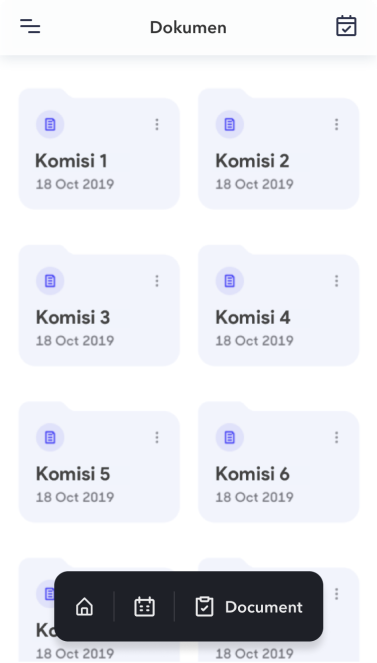 Dokumen
Komisi 1
18 Oct 2019
Komisi 2
18 Oct 2019
Komisi 3
18 Oct 2019
Komisi 4
18 Oct 2019
Komisi 5
18 Oct 2019
Komisi 6
18 Oct 2019
Document
18 Oct 2019
18 Oct 2019